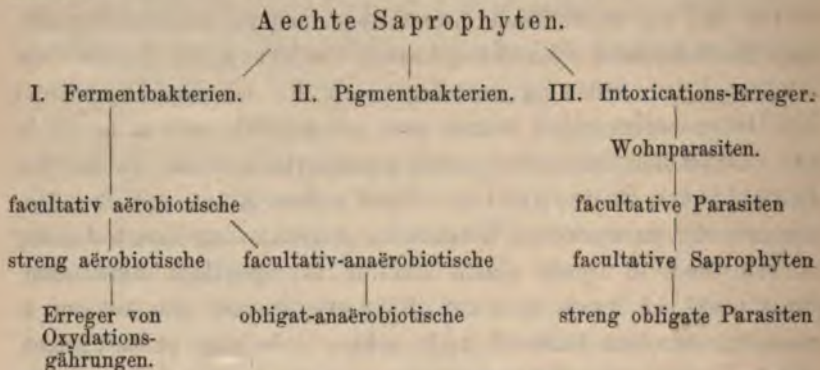 Aechte Saprophyten.
I. Fermentbakterien. II. Pigmentbakterien. III. Intoxications-Erreger.
Wohnparasiten.
facultativ aërobiotische facultative Parasiten
streng aërobiotische facultativ-anaërobiotische facultative Saprophyten
Erreger von obligat-anaërobiotische streng obligate Parasiten
Oxydations-
gährungen.